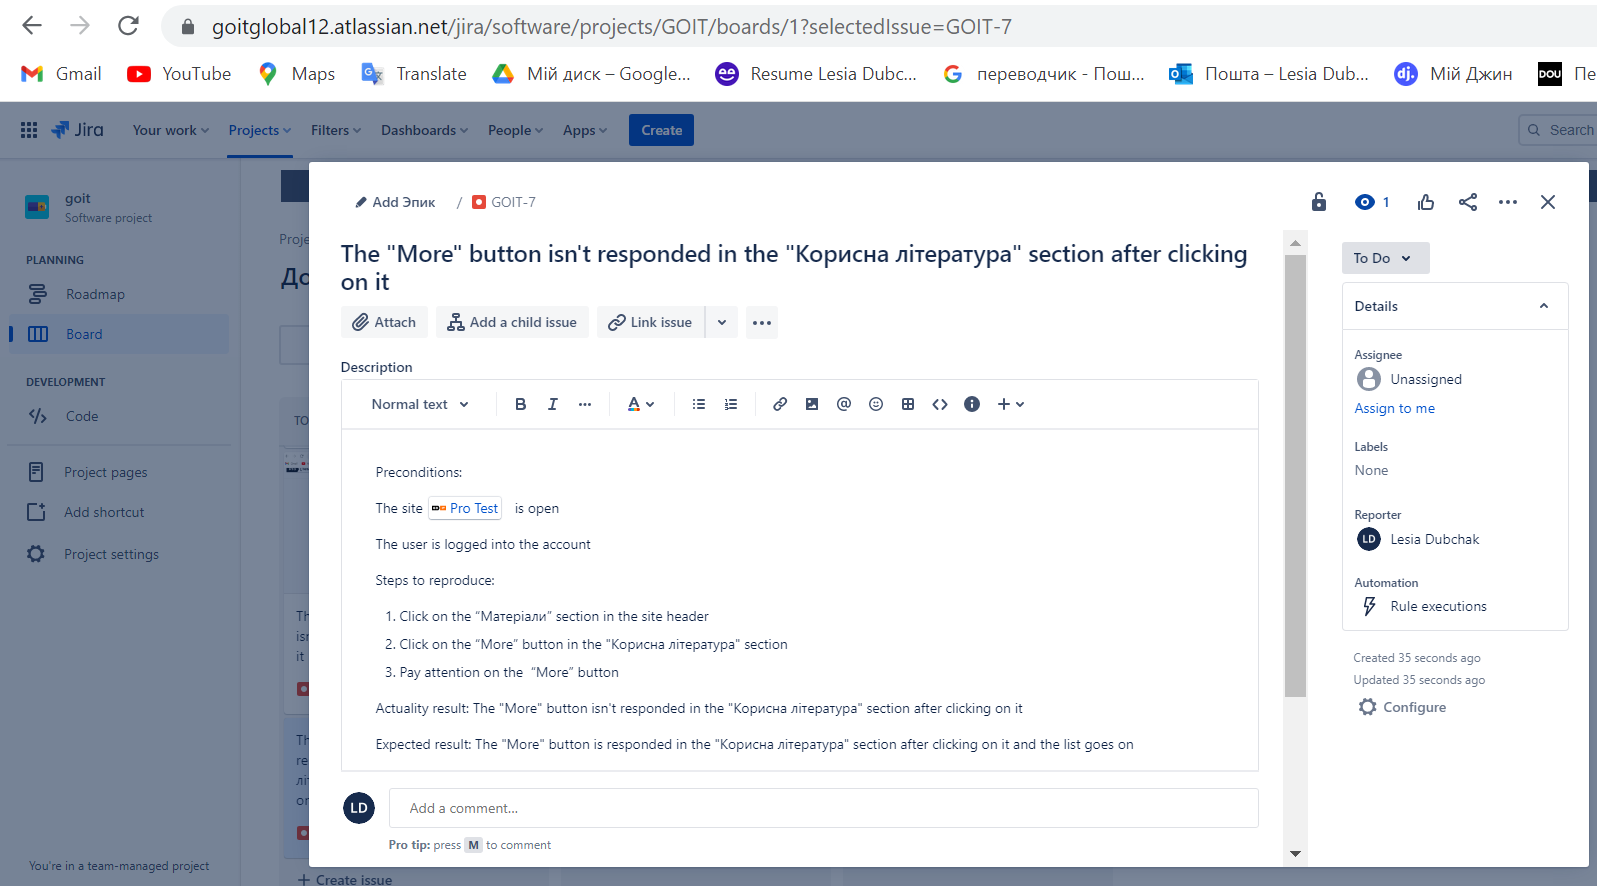 goitglobal12.atlassian.net/jira/software/projects/GOIT/boards/1?selectedIssue=GOIT-7
Gmail YouTube Maps Translate Мій диск – Google... Resume Lesia Dubc... переводчик - Пош... Пошта – Lesia Dub... Мій Джин DOU Пе
Jira Your work Projects Filters Dashboards People Apps Create Search
goit
Software project
PLANNING
Roadmap
Board
DEVELOPMENT
Code
Project pages
Add shortcut
Project settings
You're in a team-managed project
Proje
До
TO
Th
isr
it
Th
re
лі
or
Create issue
Add Эпик / GOIT-7
1
The "More" button isn't responded in the "Корисна література" section after clicking
on it
Attach Add a child issue Link issue
Description
Normal text B I A
Preconditions:
The site Pro Test is open
The user is logged into the account
Steps to reproduce:
1. Click on the “Матеріали” section in the site header
2. Click on the “More” button in the "Корисна література" section
3. Pay attention on the “More” button
Actuality result: The "More" button isn't responded in the "Корисна література" section after clicking on it
Expected result: The "More" button is responded in the "Корисна література" section after clicking on it and the list goes on
LD Add a comment...
Pro tip: press M to comment
To Do
Details
Assignee
Unassigned
Assign to me
Labels
None
Reporter
LD Lesia Dubchak
Automation
Rule executions
Created 35 seconds ago
Updated 35 seconds ago
Configure